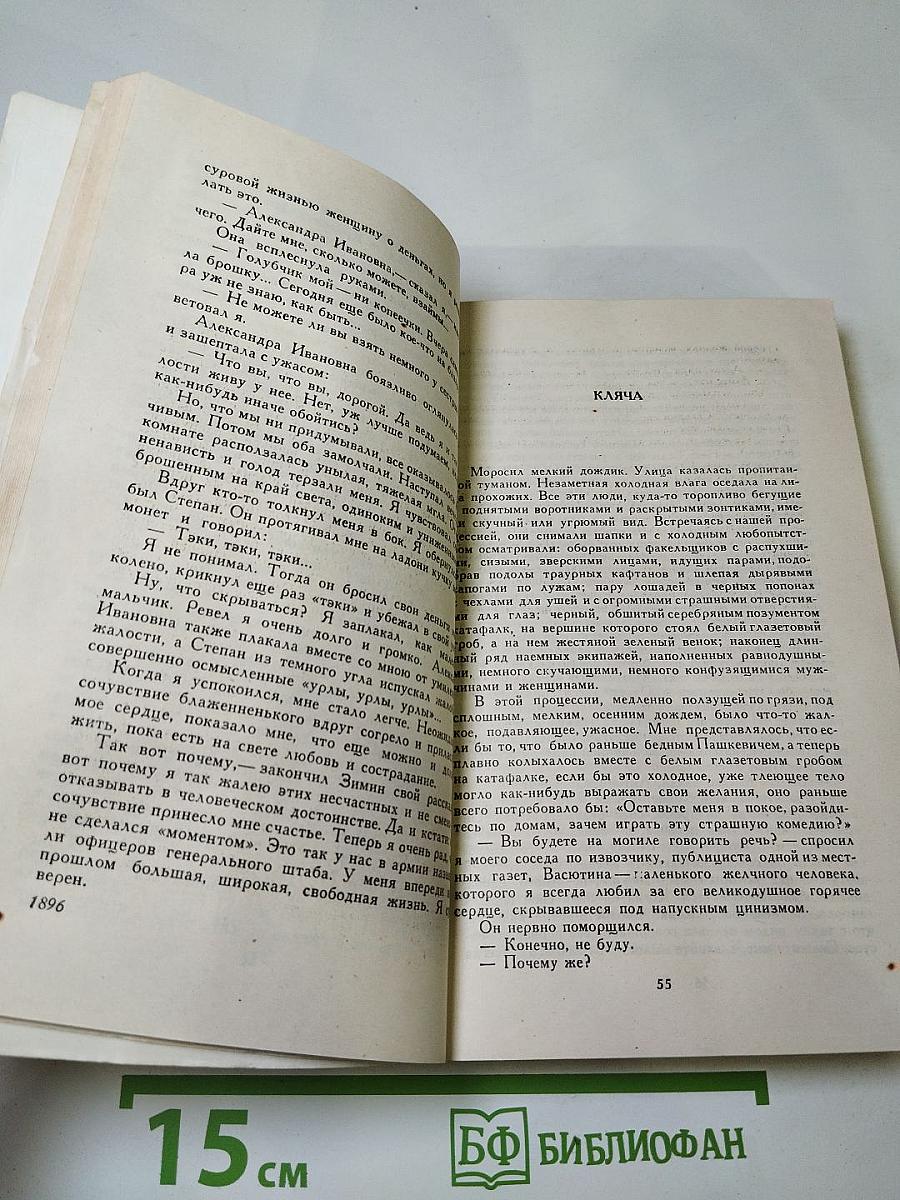 суровой жизнью женщину о деньгах, но я
лать это.
— Александра Ивановна,— сказал я,—
чего. Дайте мне, сколько можете, взаймы...
Она всплеснула руками.
— Голубчик мой — ни копеечки. Вчера
ла брошку... Сегодня еще было кое-что на
ра уж не знаю, как быть...
— Не можете ли вы взять немного у сестры
ветовал я.
Александра Ивановна боязливо оглянулась
и зашептала с ужасом:
— Что вы, что вы, дорогой. Да ведь я и
лости живу у нее. Нет, уж лучше подумаем,
как-нибудь иначе обойтись?
Но, что мы ни придумывали, все оказывалось
чивым. Потом мы оба замолчали. Наступал
комнате расползалась унылая, тяжелая мгла.
ненависть и голод терзали меня. Я чувствовал
брошенным на край света, одиноким и униженным
Вдруг кто-то толкнул меня в бок. Я обернулся
был Степан. Он протягивал мне на ладони кучку
монет и говорил:
— Тэки, тэки, тэки...
Я не понимал. Тогда он бросил свои деньги
колено, крикнул еще раз «тэки» и убежал в свой
Ну, что скрываться? Я заплакал, как
мальчик. Ревел я очень долго и громко.
Ивановна также плакала вместе со мною от
жалости, а Степан из темного угла испускал
совершенно осмысленные «урлы, урлы, урлы»...
Когда я успокоился, мне стало легче.
сочувствие блаженненького вдруг согрело и
мое сердце, показало мне, что еще можно и
жить, пока есть на свете любовь и сострадание.
Так вот почему,— закончил Зимин свой
вот почему я так жалею этих несчастных и не
отказывать в человеческом достоинстве. Да и кстати
сочувствие принесло мне счастье. Теперь я очень рад,
не сделался «моментом». Это так у нас в армии
ли офицеров генерального штаба. У меня впереди
прошлом большая, широкая, свободная жизнь. Я
верен.
1896
КЛЯЧА
Моросил мелкий дождик. Улица казалась пропитан-
ой туманом. Незаметная холодная влага оседала на ли-
а прохожих. Все эти люди, куда-то торопливо бегущие
поднятыми воротниками и раскрытыми зонтиками, име-
и скучный или угрюмый вид. Встречаясь с нашей про-
ессией, они снимали шапки и с холодным любопытст-
ом осматривали: оборванных факельщиков с распухши-
и, сизыми, зверскими лицами, идущих парами, подо-
рав подолы траурных кафтанов и шлепая дырявыми
апогами по лужам; пару лошадей в черных попонах
с чехлами для ушей и с огромными страшными отверстия-
ми для глаз; черный, обшитый серебряным позументом
катафалк, на вершине которого стоял белый глазетовый
гроб, а на нем жестяной зеленый венок; наконец длин-
ный ряд наемных экипажей, наполненных равнодушны-
ми, немного скучающими, немного конфузящимися муж-
чинами и женщинами.
В этой процессии, медленно ползущей по грязи, под
сплошным, мелким, осенним дождем, было что-то жал-
кое, подавляющее, ужасное. Мне представлялось, что ес-
ли бы то, что было раньше бедным Пашкевичем, а теперь
плавно колыхалось вместе с белым глазетовым гробом
на катафалке, если бы это холодное, уже тлеющее тело
могло как-нибудь выражать свои желания, оно раньше
всего потребовало бы: «Оставьте меня в покое, разойди-
тесь по домам, зачем играть эту страшную комедию?»
— Вы будете на могиле говорить речь? — спросил
я моего соседа по извозчику, публициста одной из мест-
ных газет, Васютина — маленького желчного человека,
которого я всегда любил за его великодушное горячее
сердце, скрывавшееся под напускным цинизмом.
Он нервно поморщился.
— Конечно, не буду.
— Почему же?
55
15 см
БФ БИБЛИОФАН